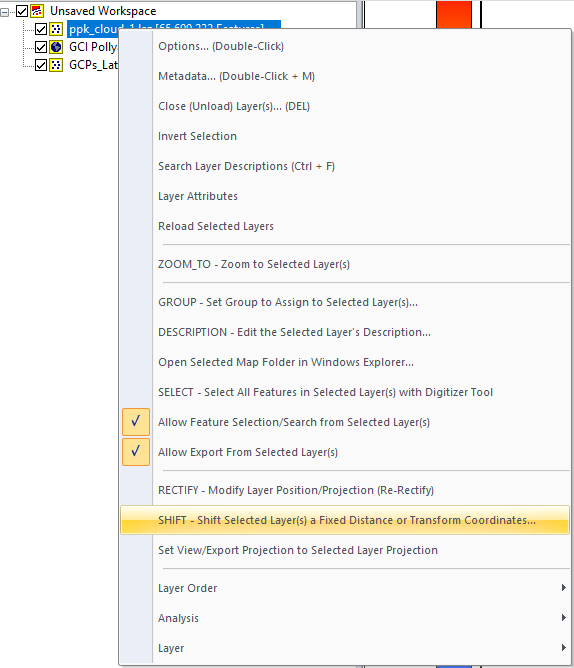 Unsaved Workspace
ppk_cloud_1.laz [65,609,332 Features]
GCI Polly
GCPs_Lat
Options... (Double-Click)
Metadata... (Double-Click + M)
Close (Unload) Layer(s)... (DEL)
Invert Selection
Search Layer Descriptions (Ctrl + F)
Layer Attributes
Reload Selected Layers
ZOOM_TO - Zoom to Selected Layer(s)
GROUP - Set Group to Assign to Selected Layer(s)...
DESCRIPTION - Edit the Selected Layer's Description...
Open Selected Map Folder in Windows Explorer...
SELECT - Select All Features in Selected Layer(s) with Digitizer Tool
Allow Feature Selection/Search from Selected Layer(s)
Allow Export From Selected Layer(s)
RECTIFY - Modify Layer Position/Projection (Re-Rectify)
SHIFT - Shift Selected Layer(s) a Fixed Distance or Transform Coordinates...
Set View/Export Projection to Selected Layer Projection
Layer Order
Analysis
Layer